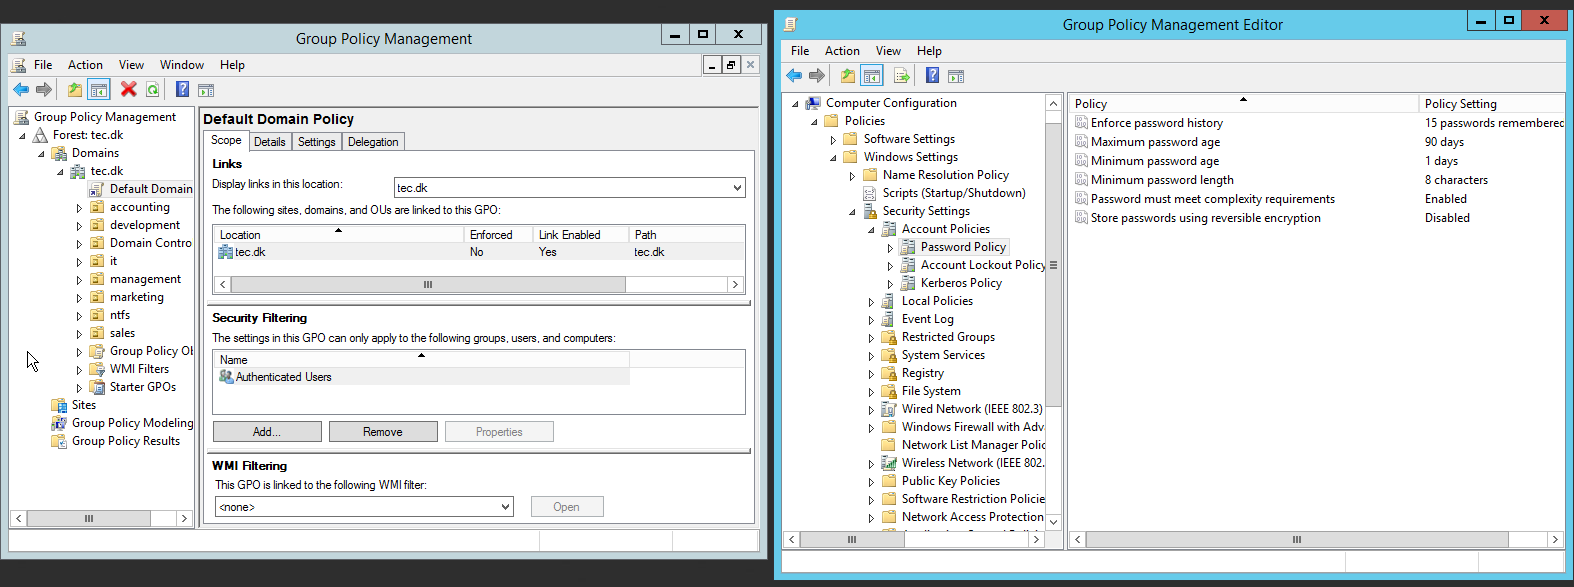 Group Policy Management
File Action View Window Help
Group Policy Management
Forest: tec.dk
Domains
tec.dk
Default Domain
accounting
development
Domain Contro
it
management
marketing
ntfs
sales
Group Policy Ob
WMI Filters
Starter GPOs
Sites
Group Policy Modeling
Group Policy Results
Default Domain Policy
Scope Details Settings Delegation
Links
Display links in this location: tec.dk
The following sites, domains, and OUs are linked to this GPO:
Location Enforced Link Enabled Path
tec.dk No Yes tec.dk
Security Filtering
The settings in this GPO can only apply to the following groups, users, and computers:
Name
Authenticated Users
Add... Remove Properties
WMI Filtering
This GPO is linked to the following WMI filter:
<none> Open
Group Policy Management Editor
File Action View Help
Computer Configuration
Policies
Software Settings
Windows Settings
Name Resolution Policy
Scripts (Startup/Shutdown)
Security Settings
Account Policies
Password Policy
Account Lockout Policy
Kerberos Policy
Local Policies
Event Log
Restricted Groups
System Services
Registry
File System
Wired Network (IEEE 802.3)
Windows Firewall with Adv
Network List Manager Polic
Wireless Network (IEEE 802.
Public Key Policies
Software Restriction Policie
Network Access Protection
Policy Policy Setting
Enforce password history 15 passwords remembered
Maximum password age 90 days
Minimum password age 1 days
Minimum password length 8 characters
Password must meet complexity requirements Enabled
Store passwords using reversible encryption Disabled